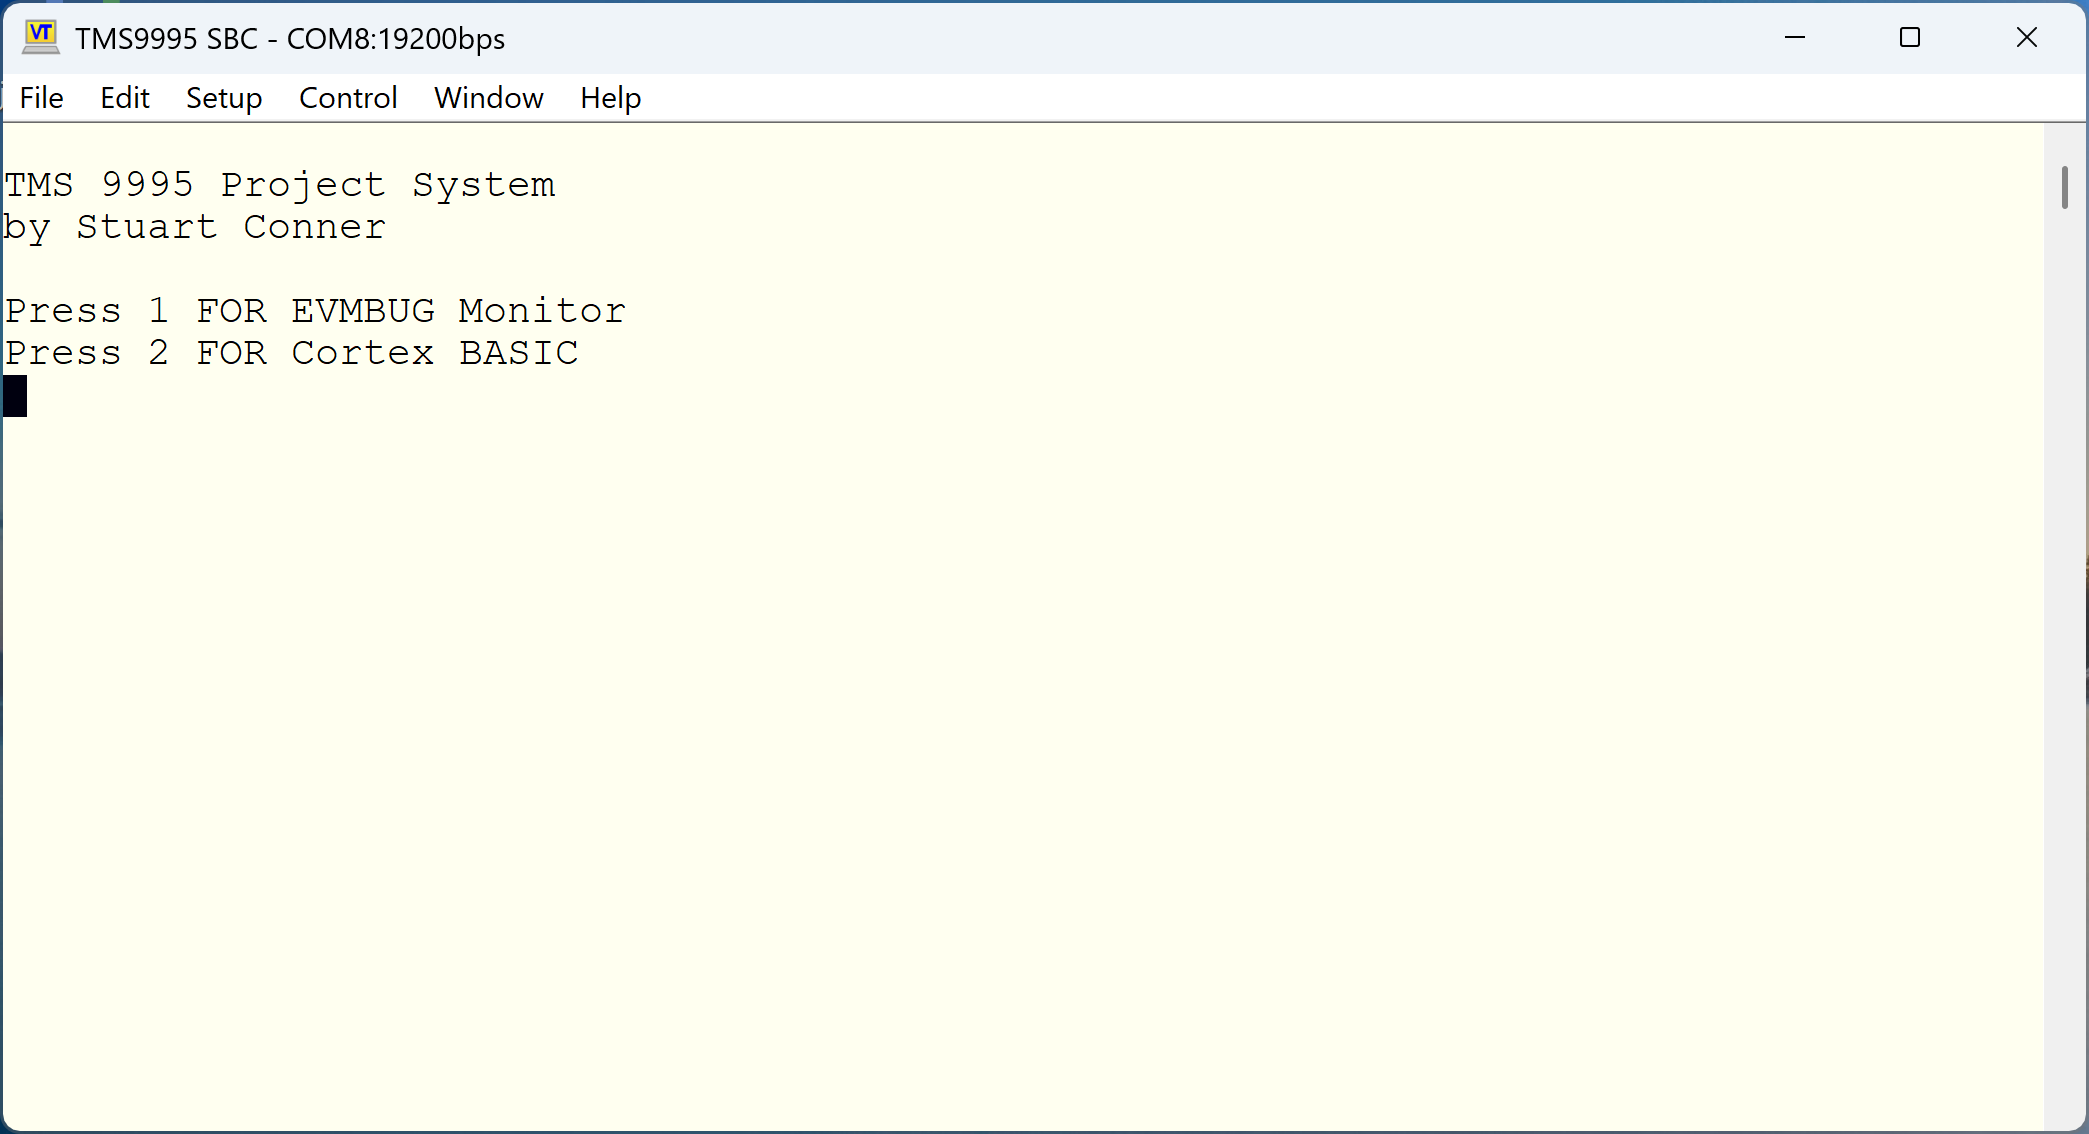 VT TMS9995 SBC - COM8:19200bps
File Edit Setup Control Window Help
TMS 9995 Project System
by Stuart Conner
Press 1 FOR EVMBUG Monitor
Press 2 FOR Cortex BASIC